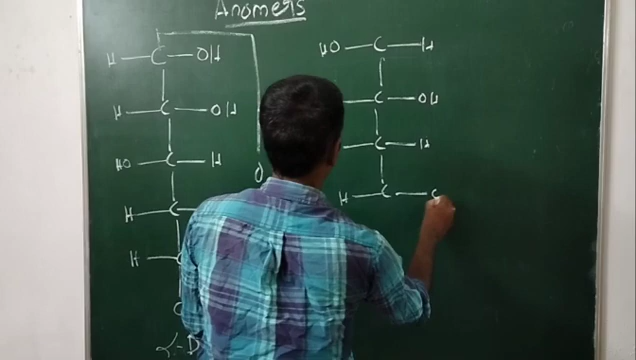 Anomers
H — C — OH
H — C — OH
HO — C — H
H — C —
H — C
C
α-D
O
HO — C — H
— C — OH
— C — H
H — C —